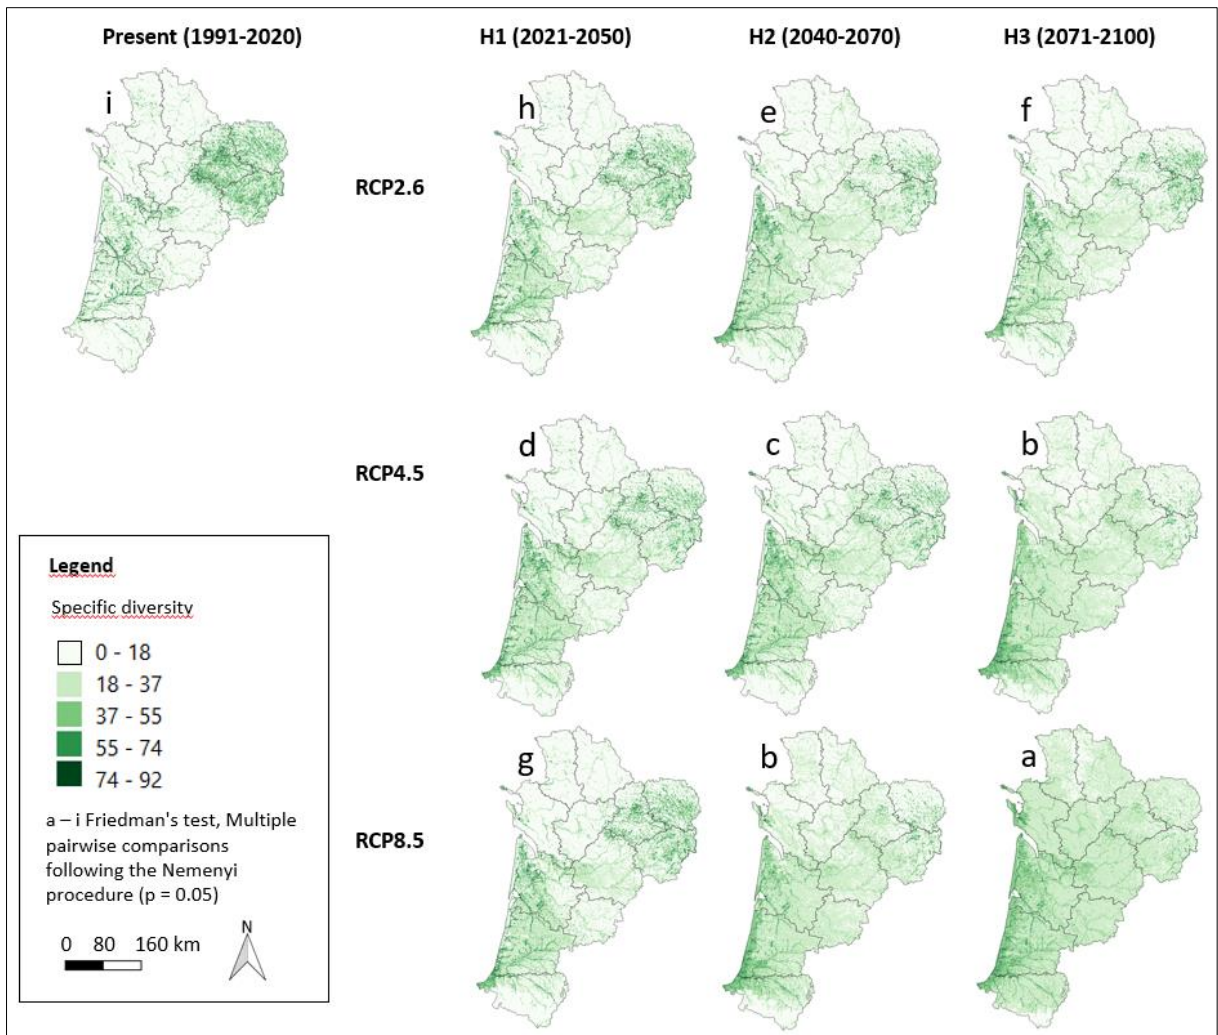 Present (1991-2020)
H1 (2021-2050)
H2 (2040-2070)
H3 (2071-2100)
i
RCP2.6
h
e
f
RCP4.5
d
c
b
RCP8.5
g
b
a
Legend
Specific diversity
0 - 18
18 - 37
37 - 55
55 - 74
74 - 92
a – i Friedman's test, Multiple
pairwise comparisons
following the Nemenyi
procedure (p = 0.05)
N
0 80 160 km